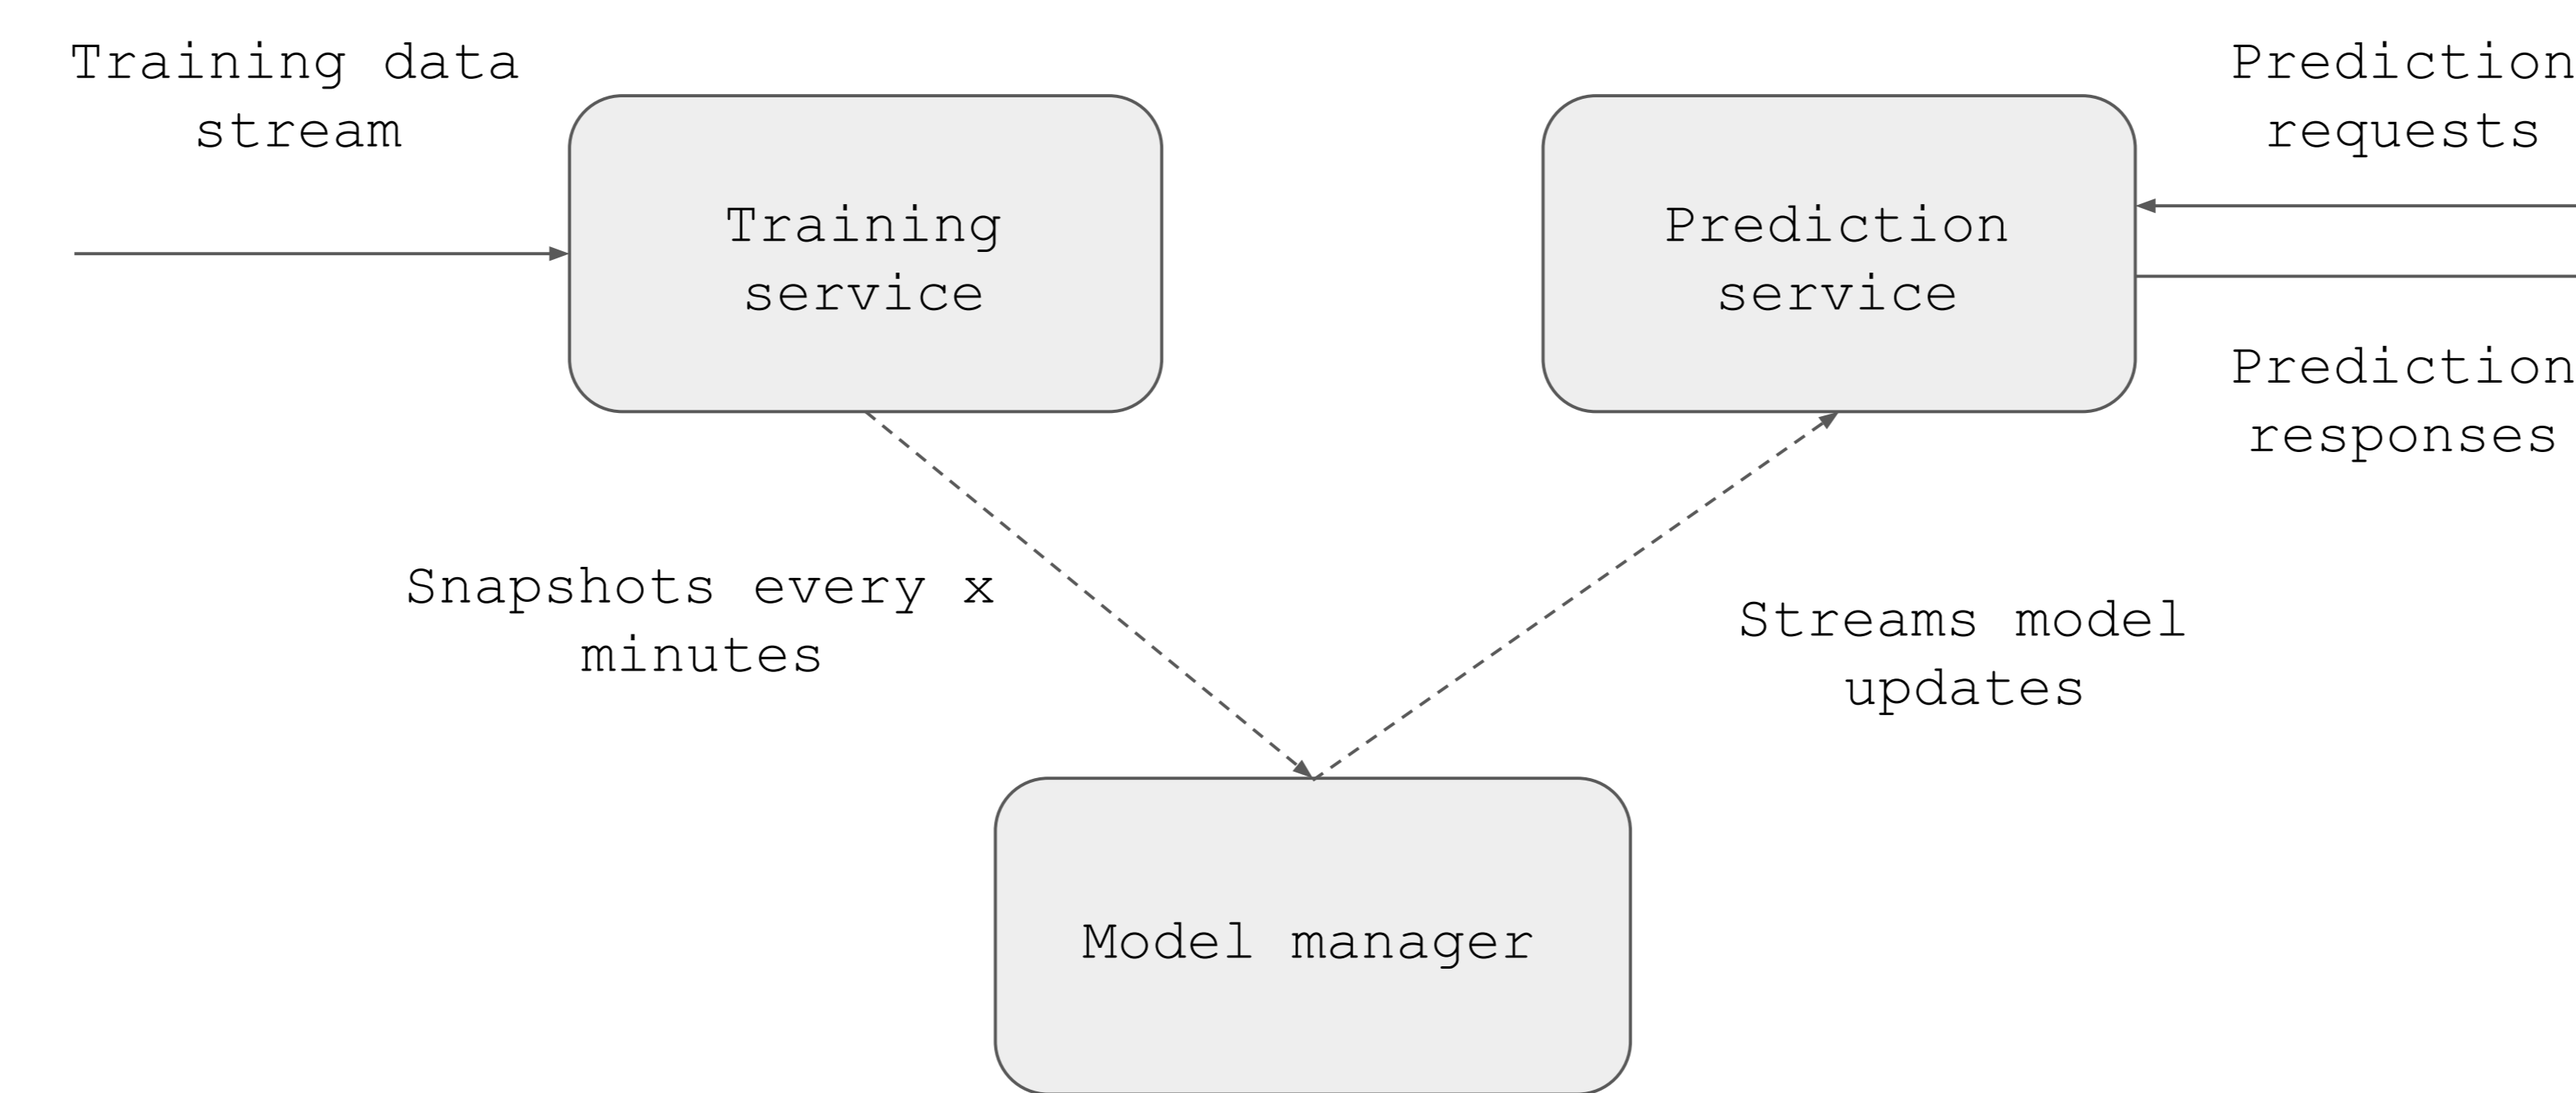 Training data
stream
Training
service
Prediction
service
Prediction
requests
Prediction
responses
Snapshots every x
minutes
Streams model
updates
Model manager